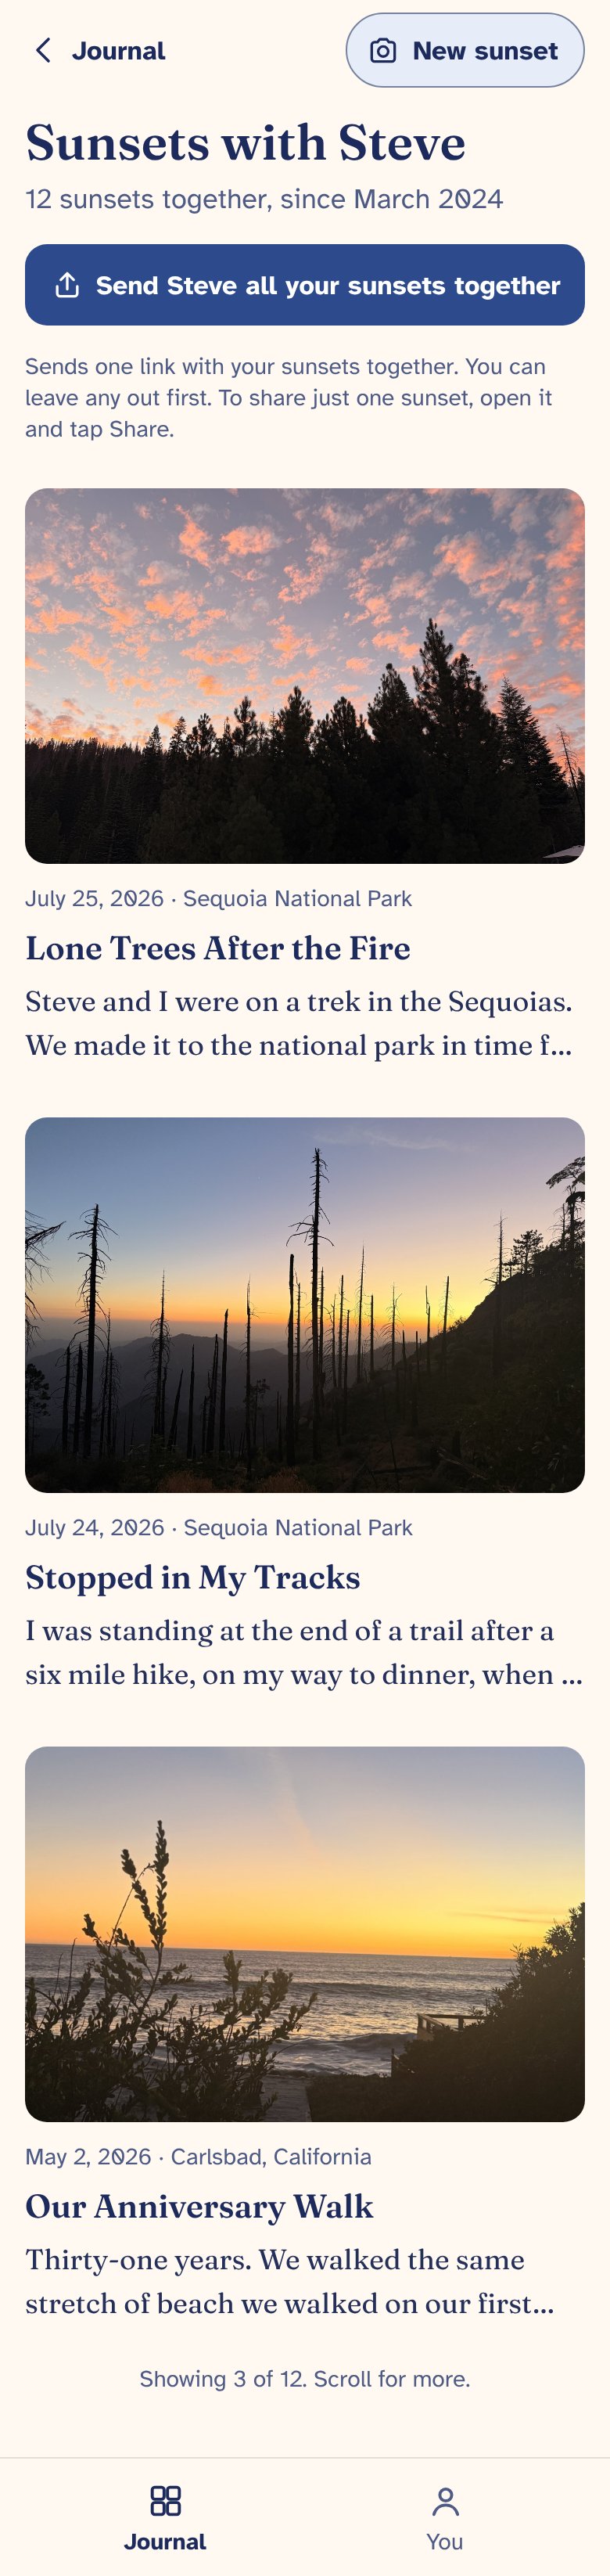 Journal
New sunset
Sunsets with Steve
12 sunsets together, since March 2024
Send Steve all your sunsets together
Sends one link with your sunsets together. You can
leave any out first. To share just one sunset, open it
and tap Share.
July 25, 2026 · Sequoia National Park
Lone Trees After the Fire
Steve and I were on a trek in the Sequoias.
We made it to the national park in time f...
July 24, 2026 · Sequoia National Park
Stopped in My Tracks
I was standing at the end of a trail after a
six mile hike, on my way to dinner, when ...
May 2, 2026 · Carlsbad, California
Our Anniversary Walk
Thirty-one years. We walked the same
stretch of beach we walked on our first...
Showing 3 of 12. Scroll for more.
Journal
You